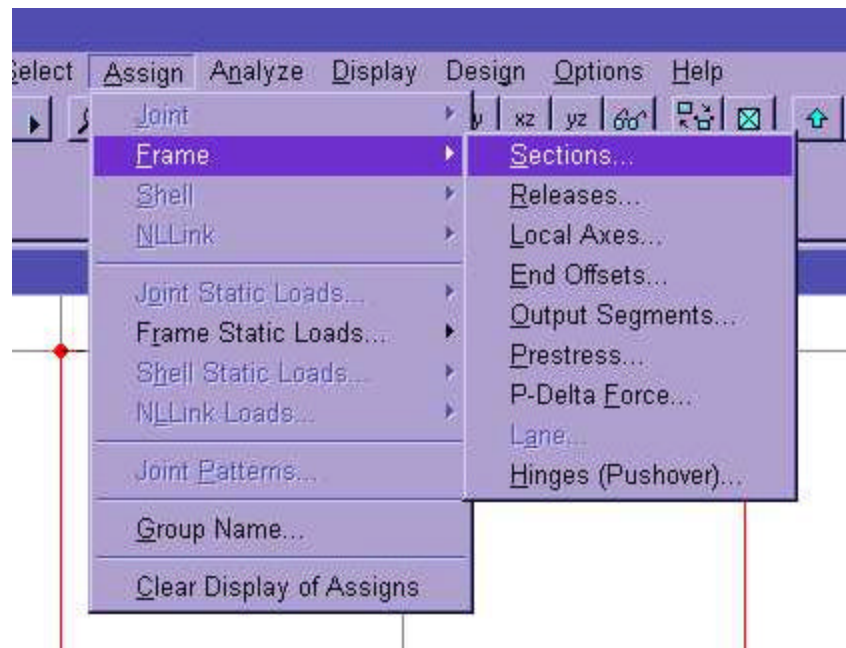 Select Assign Analyze Display Design Options Help
xz yz
Joint
Frame
Shell
NLLink
Joint Static Loads...
Frame Static Loads...
Shell Static Loads...
NLLink Loads...
Joint Patterns...
Group Name...
Clear Display of Assigns
Sections...
Releases...
Local Axes...
End Offsets...
Output Segments...
Prestress...
P-Delta Force...
Lane...
Hinges (Pushover)...